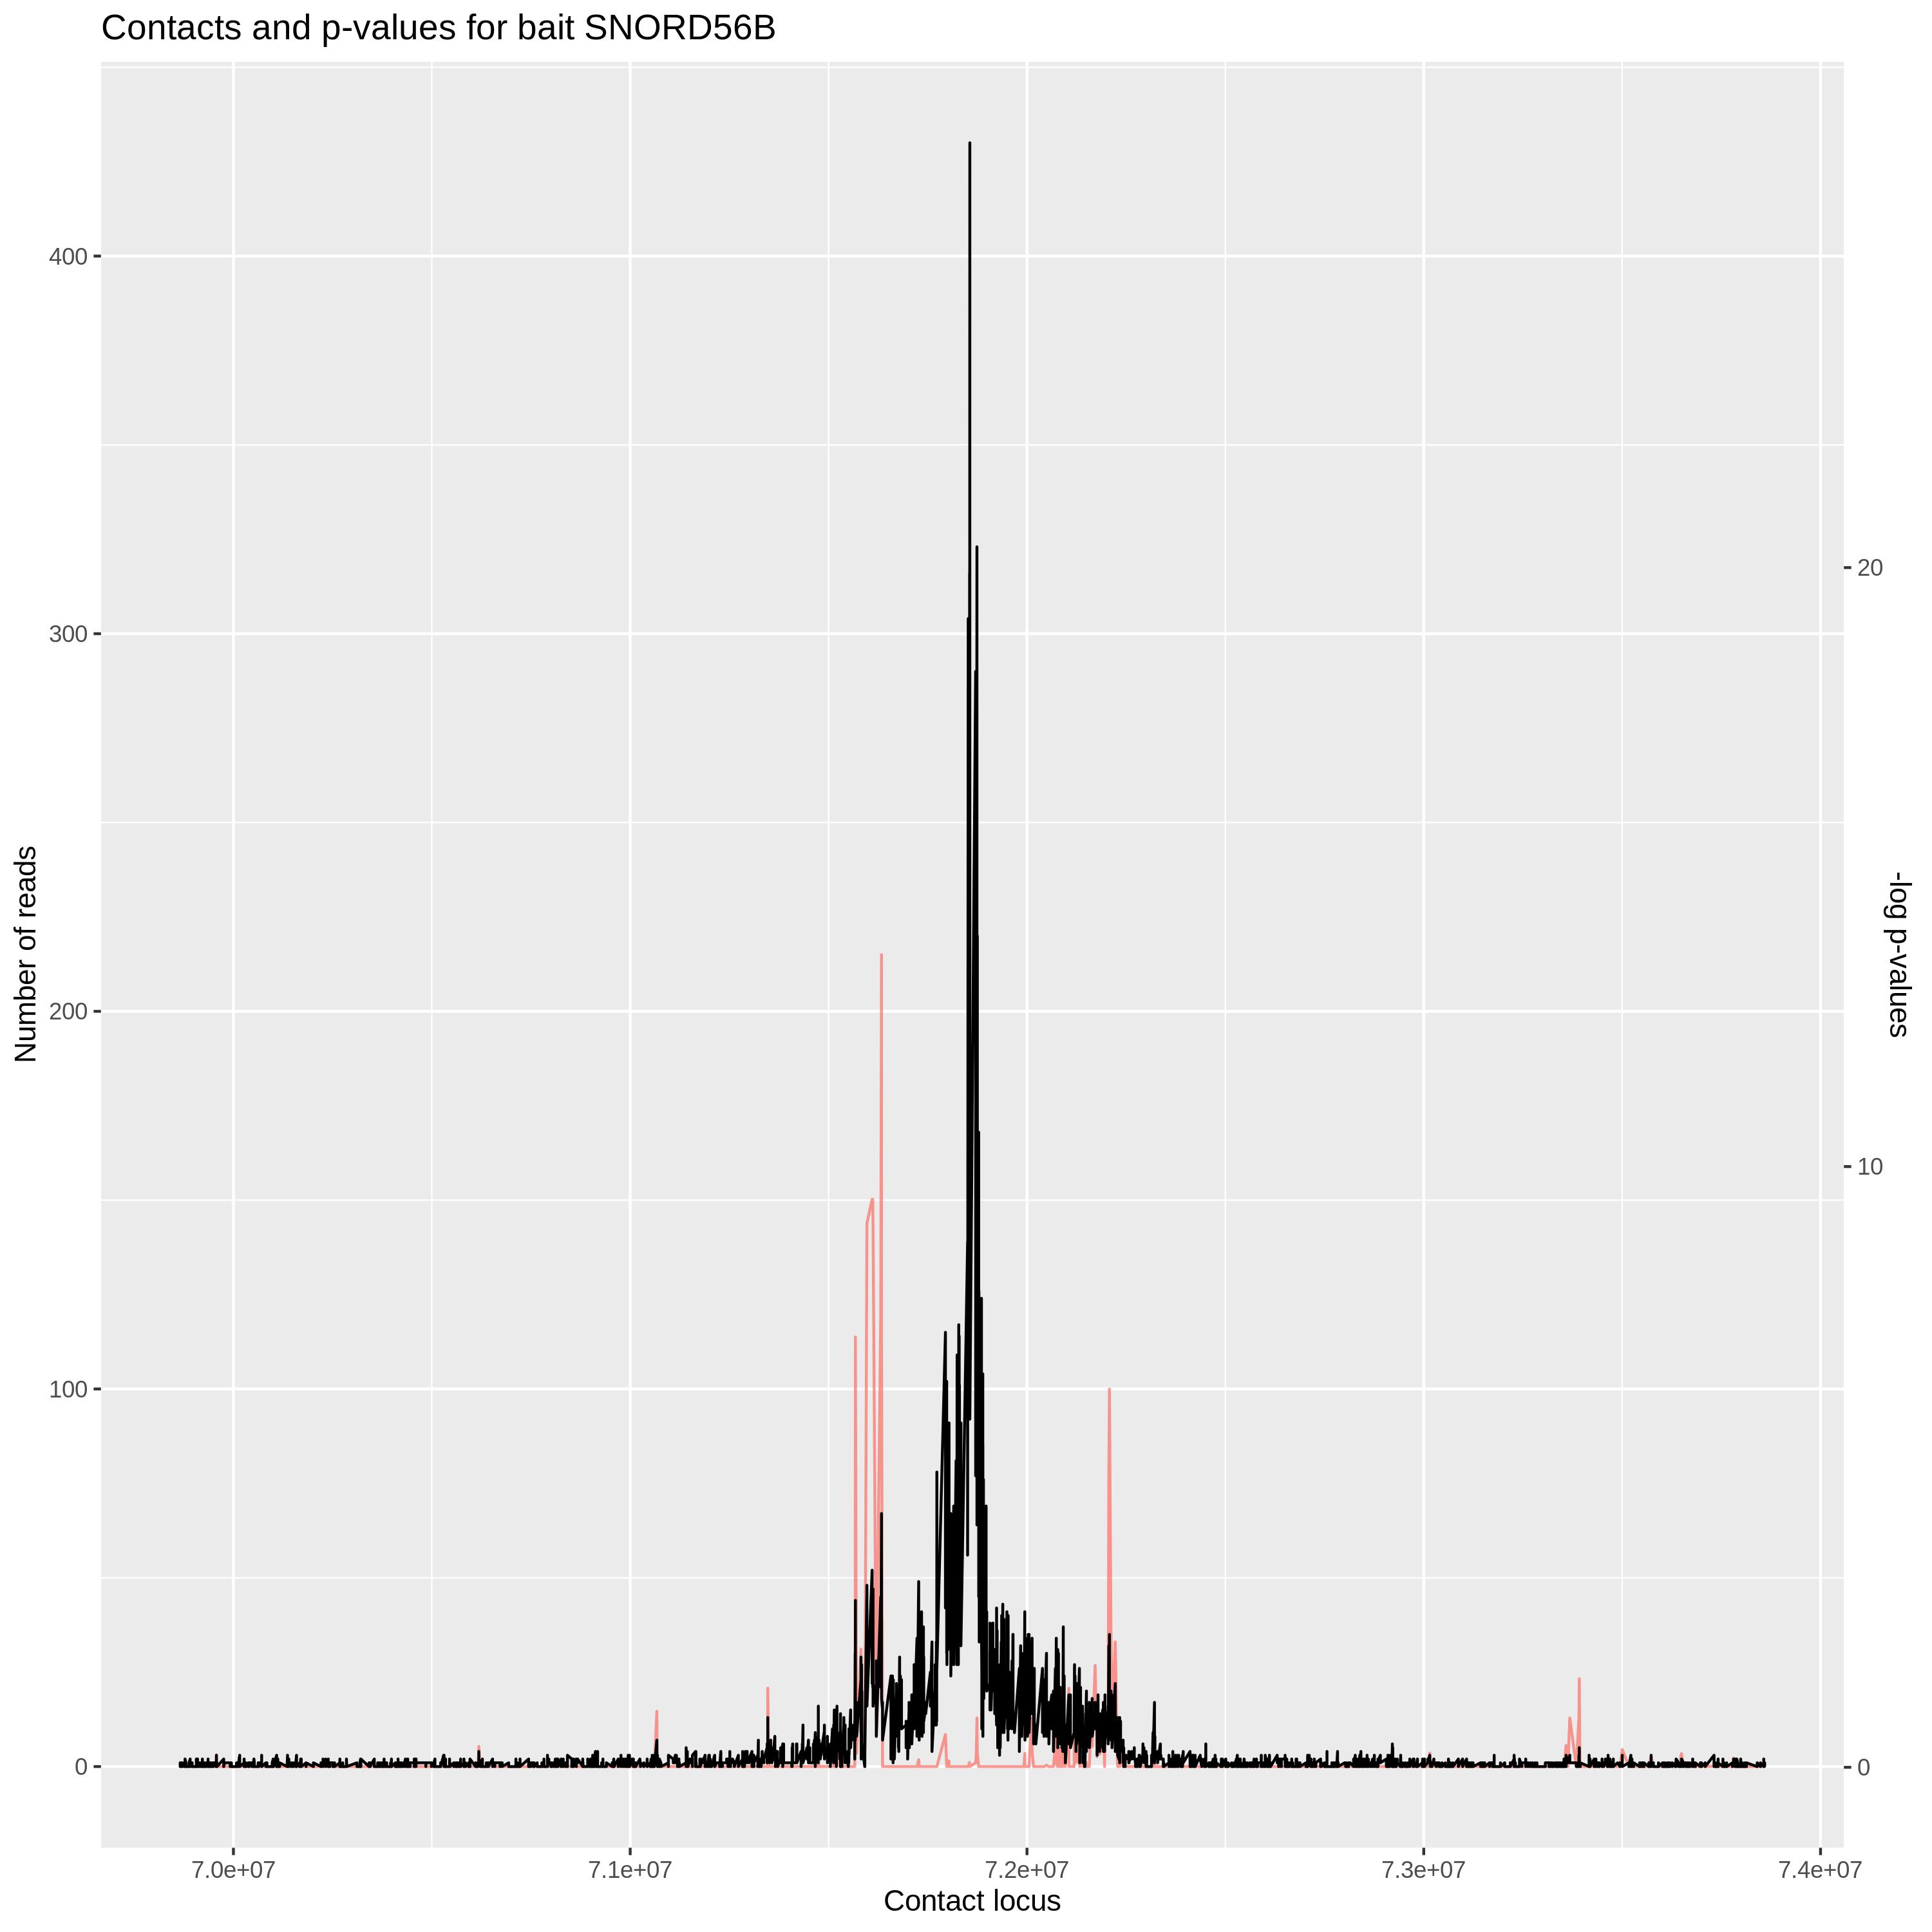 Contacts and p-values for bait SNORD56B
400
300
200
100
0
Number of reads
20
10
0
-log p-values
7.0e+07
7.1e+07
7.2e+07
7.3e+07
7.4e+07
Contact locus